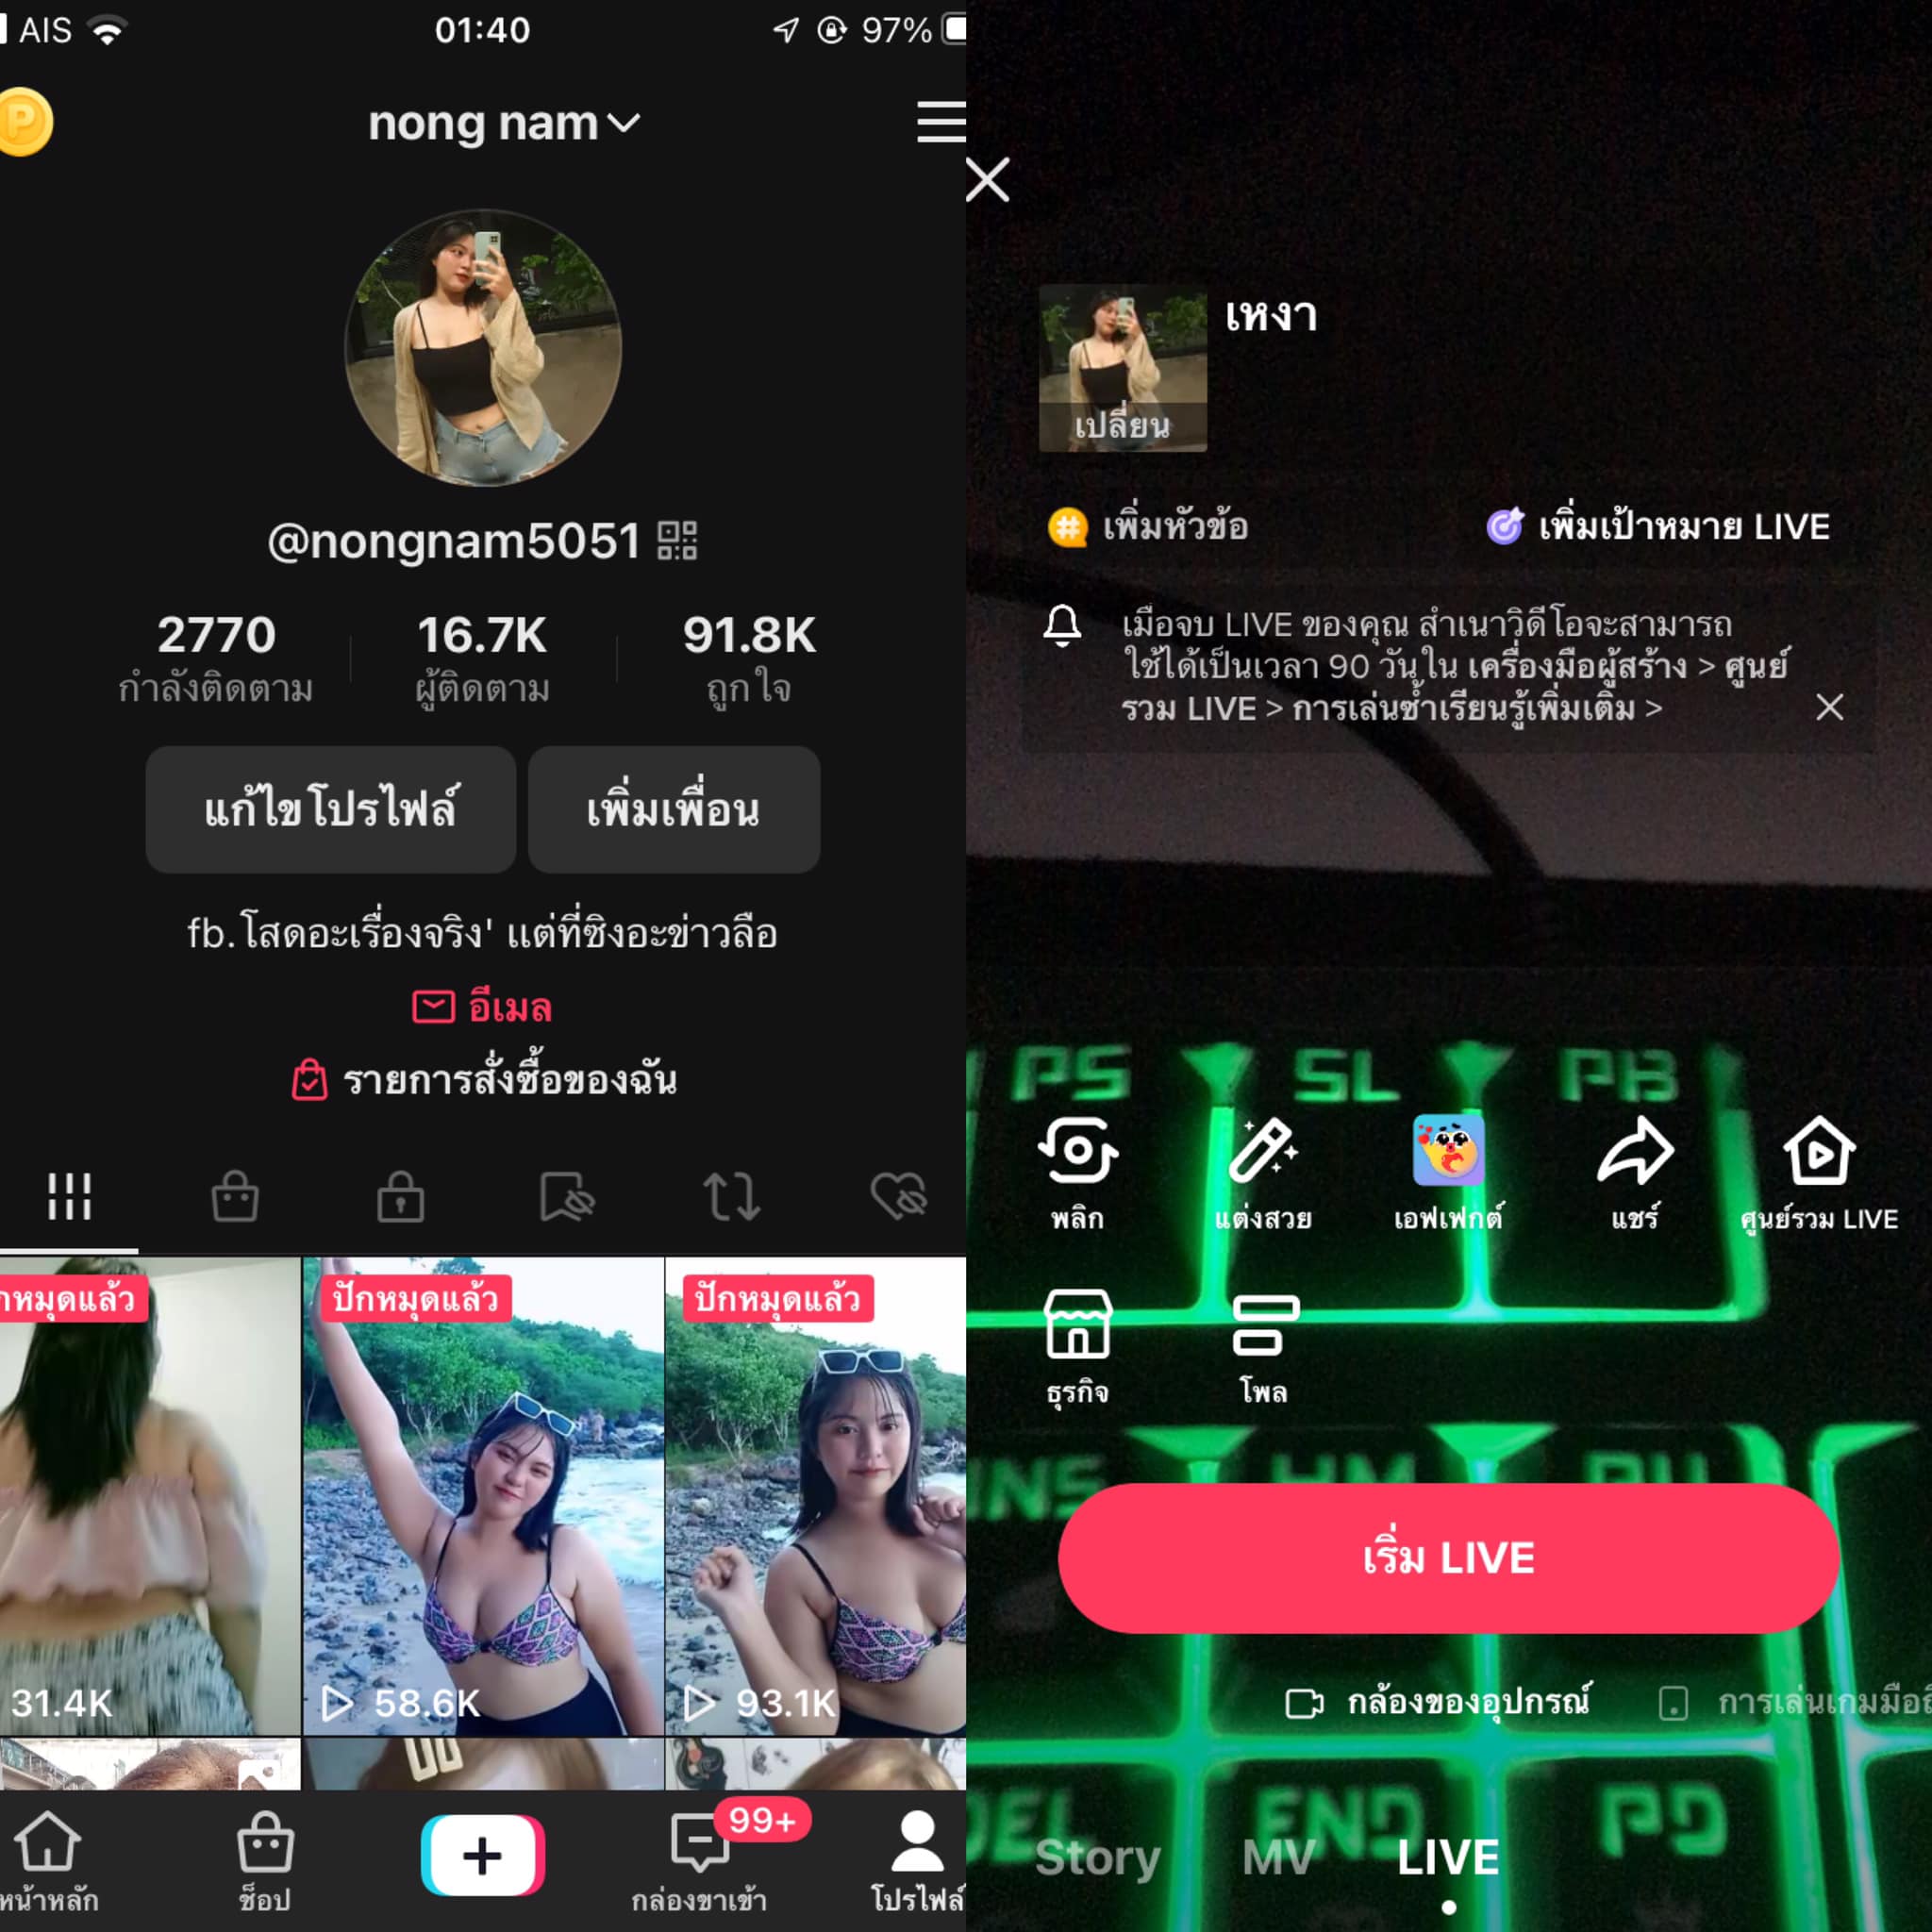 AIS
01:40
97%
nong nam
@nongnam5051
2770
16.7K
91.8K
กำลังติดตาม
ผู้ติดตาม
ถูกใจ
แก้ไขโปรไฟล์
เพิ่มเพื่อน
fb.โสดอะเรื่องจริง' แต่ที่ซิงอะข่าวลือ
อีเมล
รายการสั่งซื้อของฉัน
กหมุดแล้ว
ปักหมุดแล้ว
ปักหมุดแล้ว
31.4K
58.6K
93.1K
99+
หน้าหลัก
ช็อป
กล่องขาเข้า
โปรไฟล์
เหงา
เปลี่ยน
เพิ่มหัวข้อ
เพิ่มเป้าหมาย LIVE
เมื่อจบ LIVE ของคุณ สำเนาวิดีโอจะสามารถ
ใช้ได้เป็นเวลา 90 วันใน เครื่องมือผู้สร้าง > ศูนย์
รวม LIVE > การเล่นซ้ำเรียนรู้เพิ่มเติม >
PS
SL
PB
พลิก
แต่งสวย
เอฟเฟกต์
แชร์
ศูนย์รวม LIVE
ธุรกิจ
โพล
INS
เริ่ม LIVE
กล้องของอุปกรณ์
การเล่นเกมมือถื
DEL
END
PD
Story
MV
LIVE